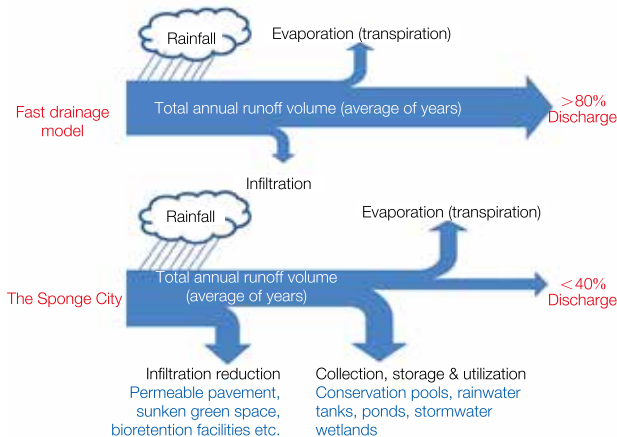 Rainfall
Evaporation (transpiration)
Fast drainage
model
Total annual runoff volume (average of years)
>80%
Discharge
Infiltration
Rainfall
Evaporation (transpiration)
The Sponge City
Total annual runoff volume
(average of years)
<40%
Discharge
Infiltration reduction
Permeable pavement,
sunken green space,
bioretention facilities etc.
Collection, storage & utilization
Conservation pools, rainwater
tanks, ponds, stormwater
wetlands